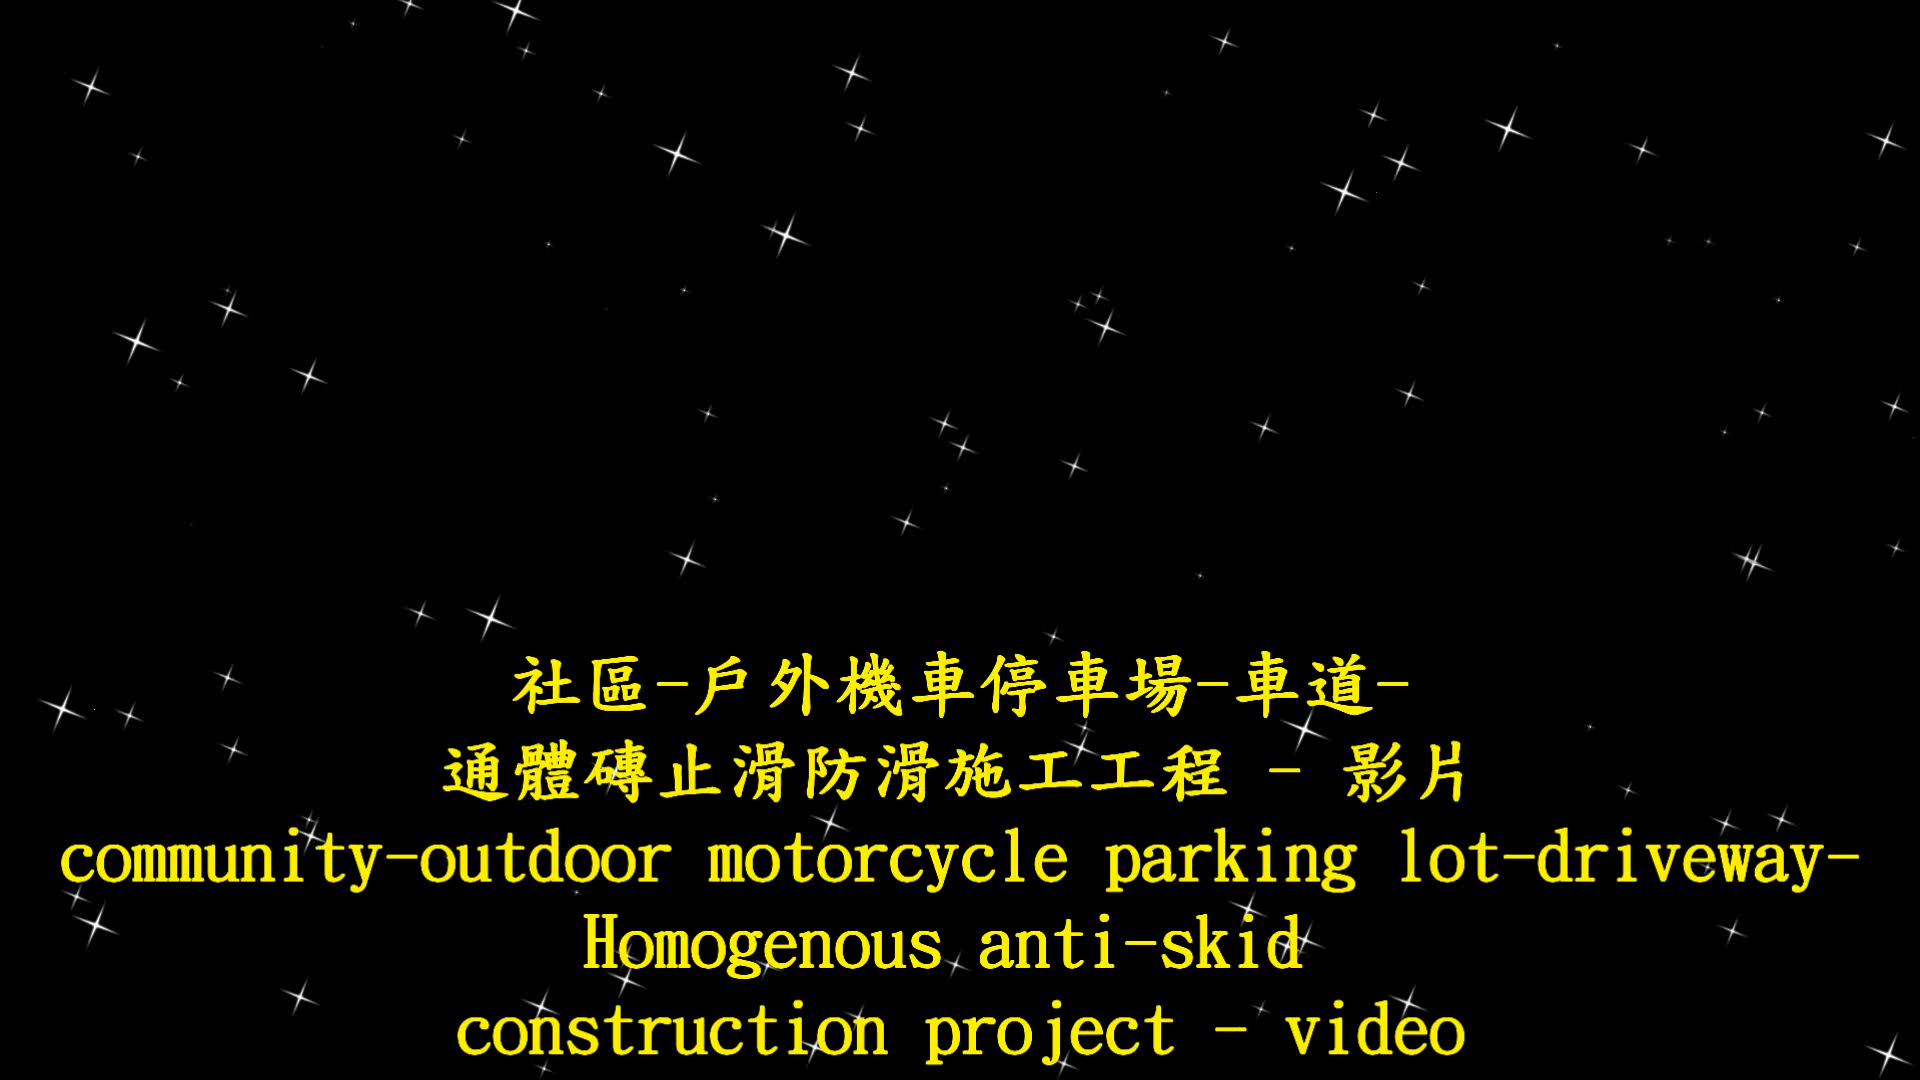 社區-戶外機車停車場-車道-
通體磚止滑防滑施工工程 - 影片
community-outdoor motorcycle parking lot-driveway-
Homogenous anti-skid
construction project - video